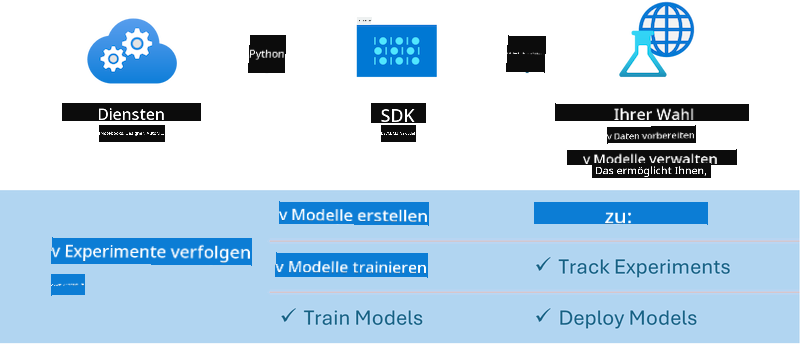 Python
Diensten
SDK
Ihrer Wahl
v Daten vorbereiten
v Modelle verwalten
Das ermöglicht Ihnen,
v Modelle erstellen
zu:
v Experimente verfolgen
v Modelle trainieren
✓ Track Experiments
✓ Train Models
✓ Deploy Models